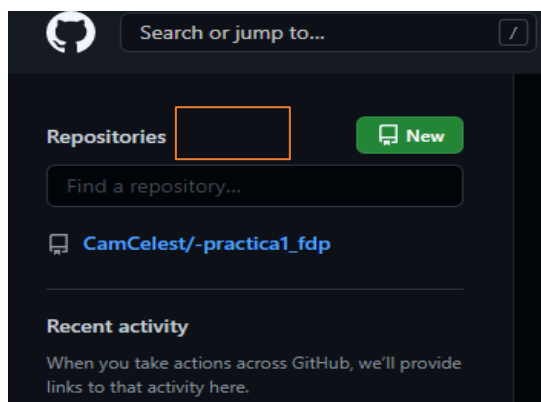 Search or jump to...
/
Repositories
New
Find a repository...
CamCelest/-practica1_fdp
Recent activity
When you take actions across GitHub, we'll provide
links to that activity here.